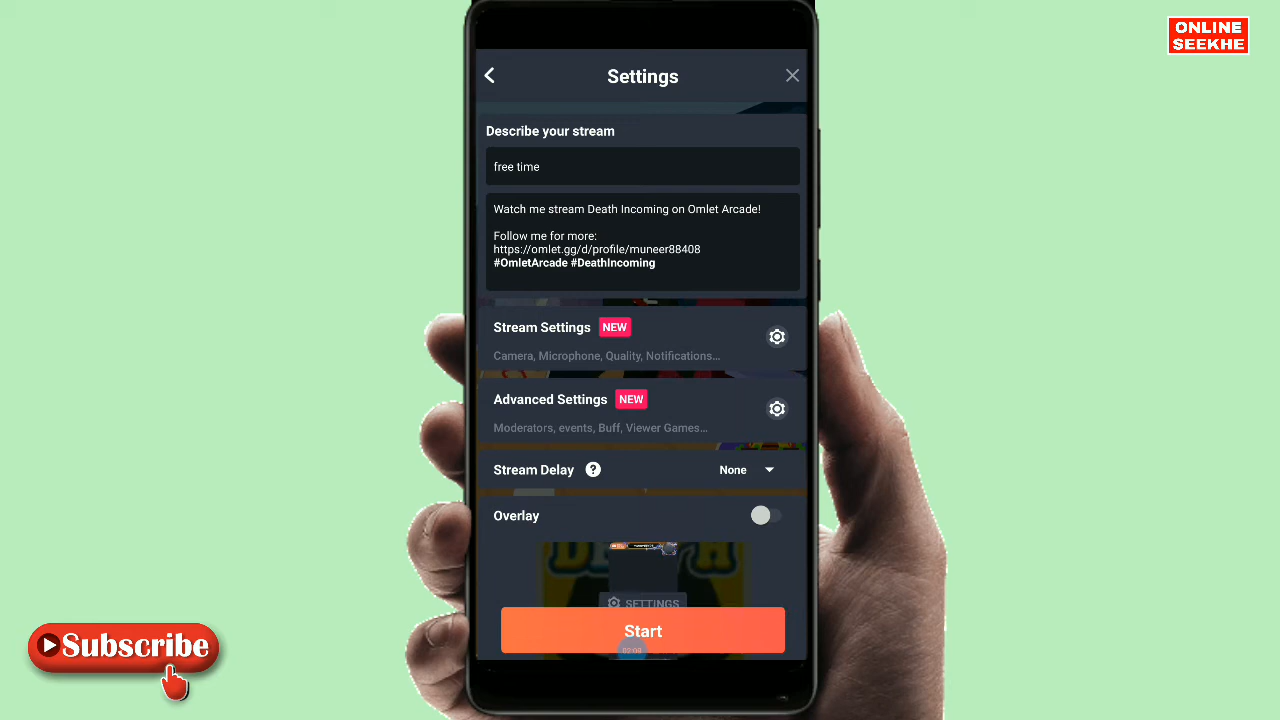 ONLINE
SEEKHE
Settings
Describe your stream
free time
Watch me stream Death Incoming on Omlet Arcade!
Follow me for more:
https://omlet.gg/d/profile/muneer88408
#OmletArcade #DeathIncoming
Stream Settings NEW
Camera, Microphone, Quality, Notifications...
Advanced Settings NEW
Moderators, events, Buff, Viewer Games...
Stream Delay ? None
Overlay
SETTINGS
Start
Subscribe